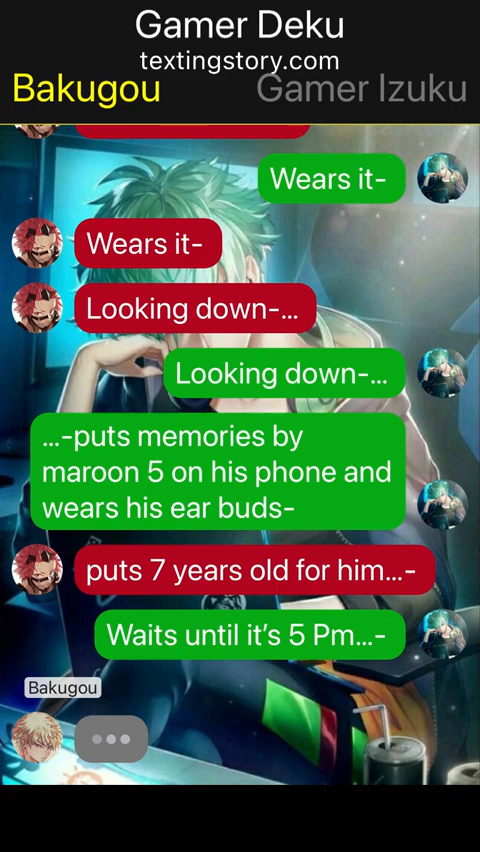 Gamer Deku
textingstory.com
Bakugou
Gamer Izuku
Wears it-
Wears it-
Looking down-...
Looking down-...
...-puts memories by
maroon 5 on his phone and
wears his ear buds-
puts 7 years old for him...-
Waits until it’s 5 Pm...-
Bakugou